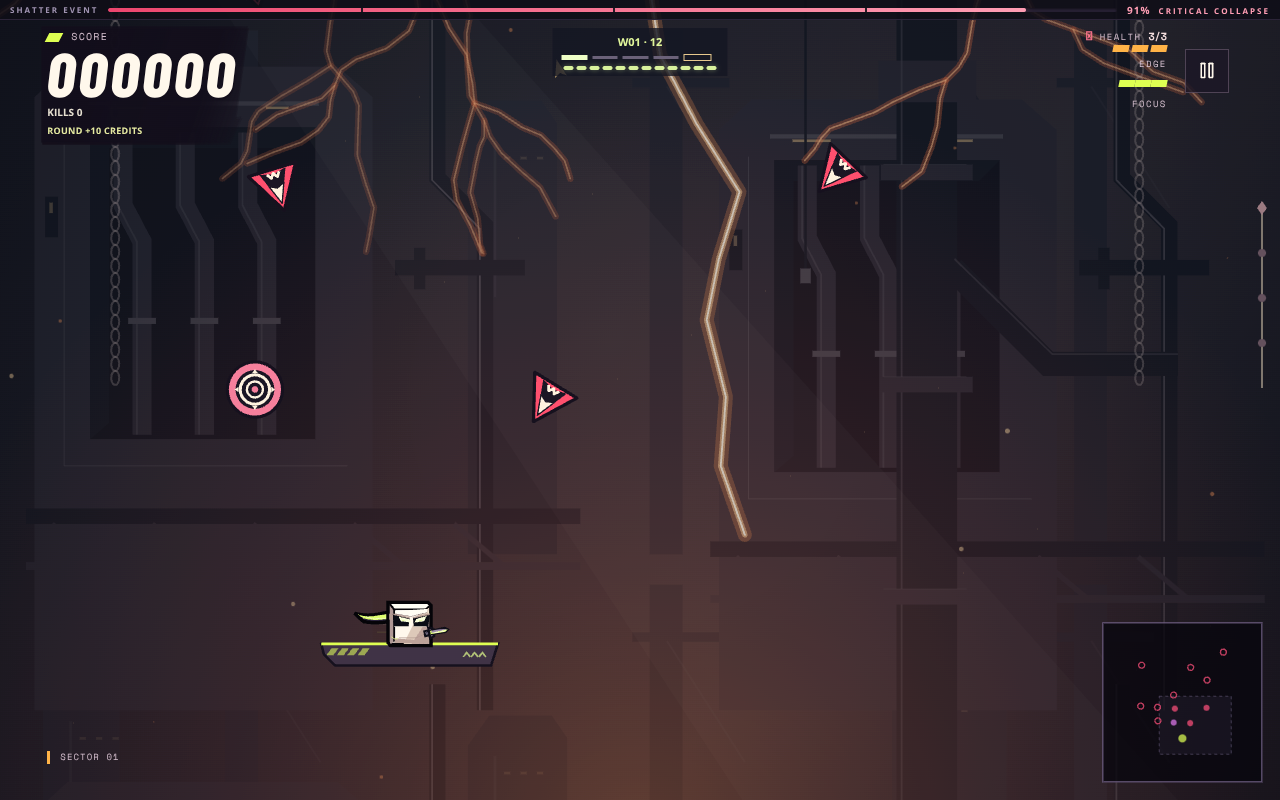 SHATTER EVENT
91% CRITICAL COLLAPSE
SCORE
000000
KILLS 0
ROUND +10 CREDITS
W01 · 12
HEALTH 3/3
EDGE
FOCUS
SECTOR 01